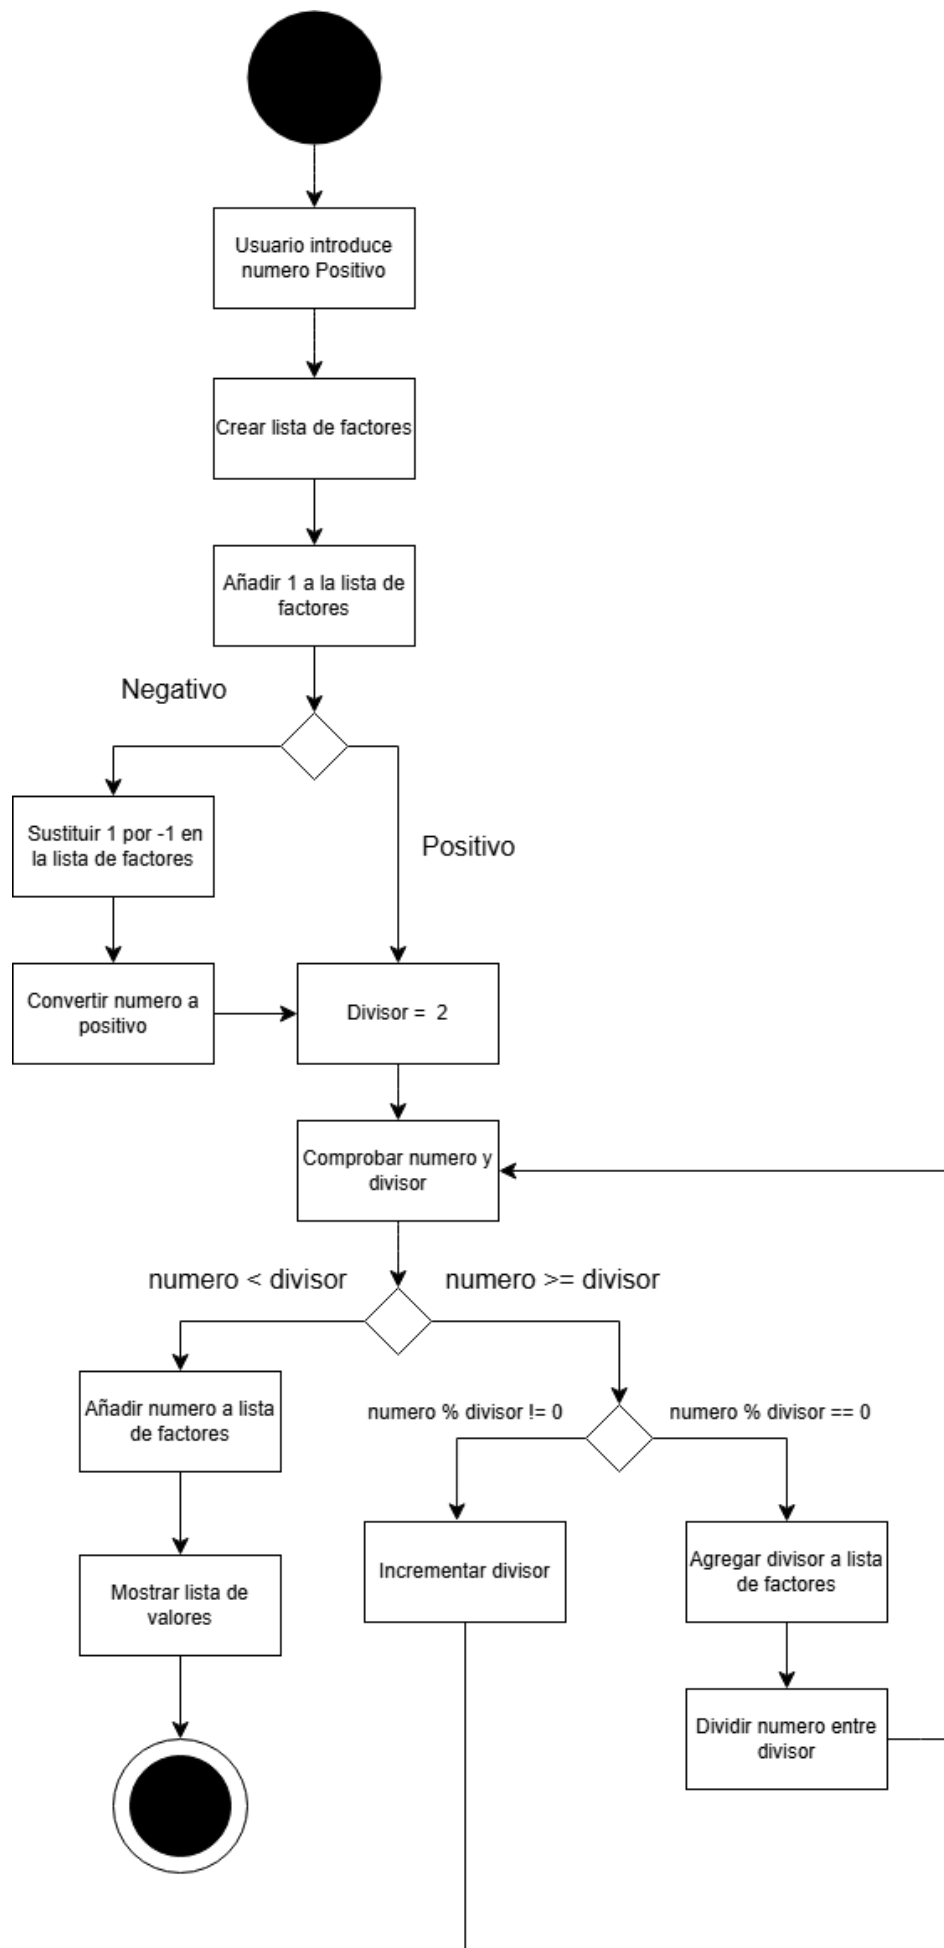 Usuario introduce
numero Positivo
Crear lista de factores
Añadir 1 a la lista de
factores
Negativo
Sustituir 1 por -1 en
la lista de factores
Positivo
Convertir numero a
positivo
Divisor = 2
Comprobar numero y
divisor
numero < divisor
numero >= divisor
Añadir numero a lista
de factores
numero % divisor != 0
numero % divisor == 0
Mostrar lista de
valores
Incrementar divisor
Agregar divisor a lista
de factores
Dividir numero entre
divisor